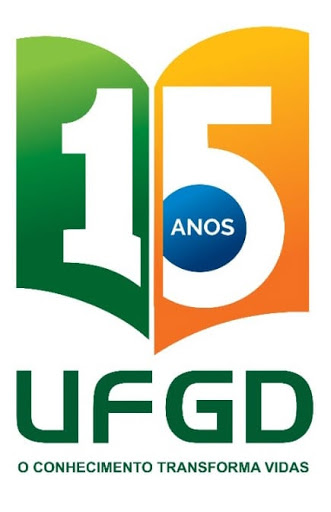 15
ANOS
UFGD
O CONHECIMENTO TRANSFORMA VIDAS